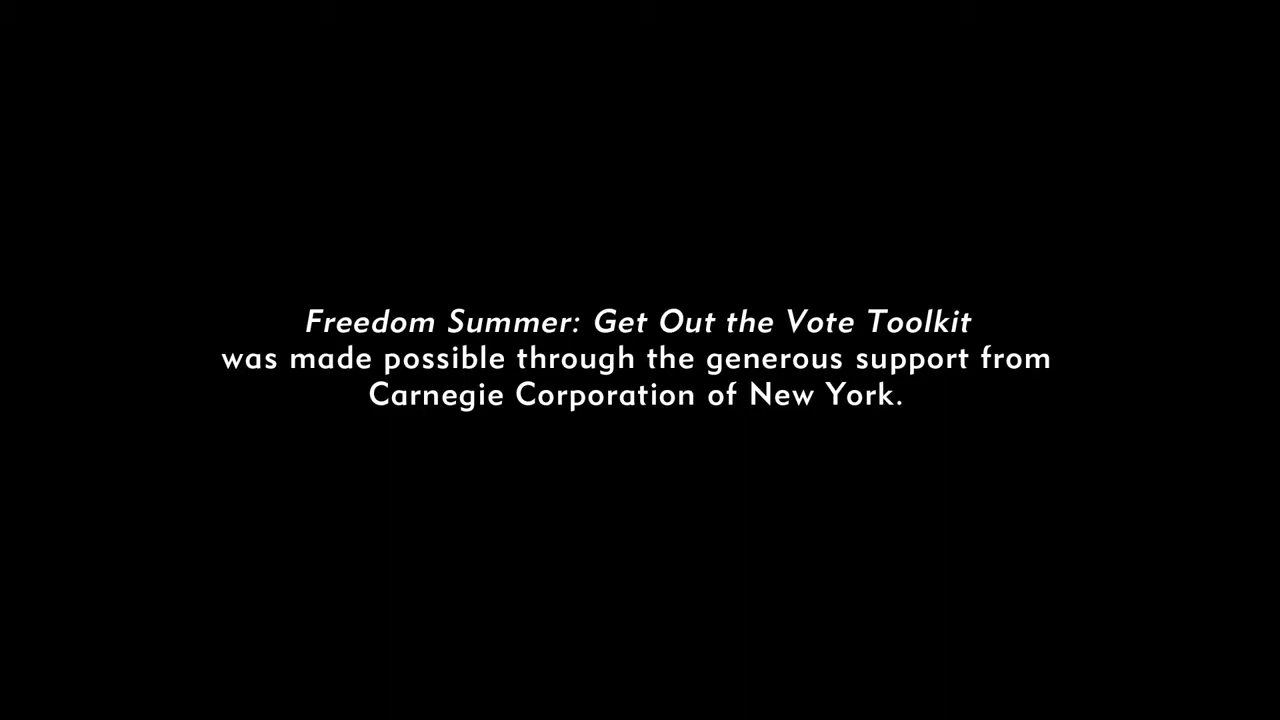 Freedom Summer: Get Out the Vote Toolkit
was made possible through the generous support from
Carnegie Corporation of New York.